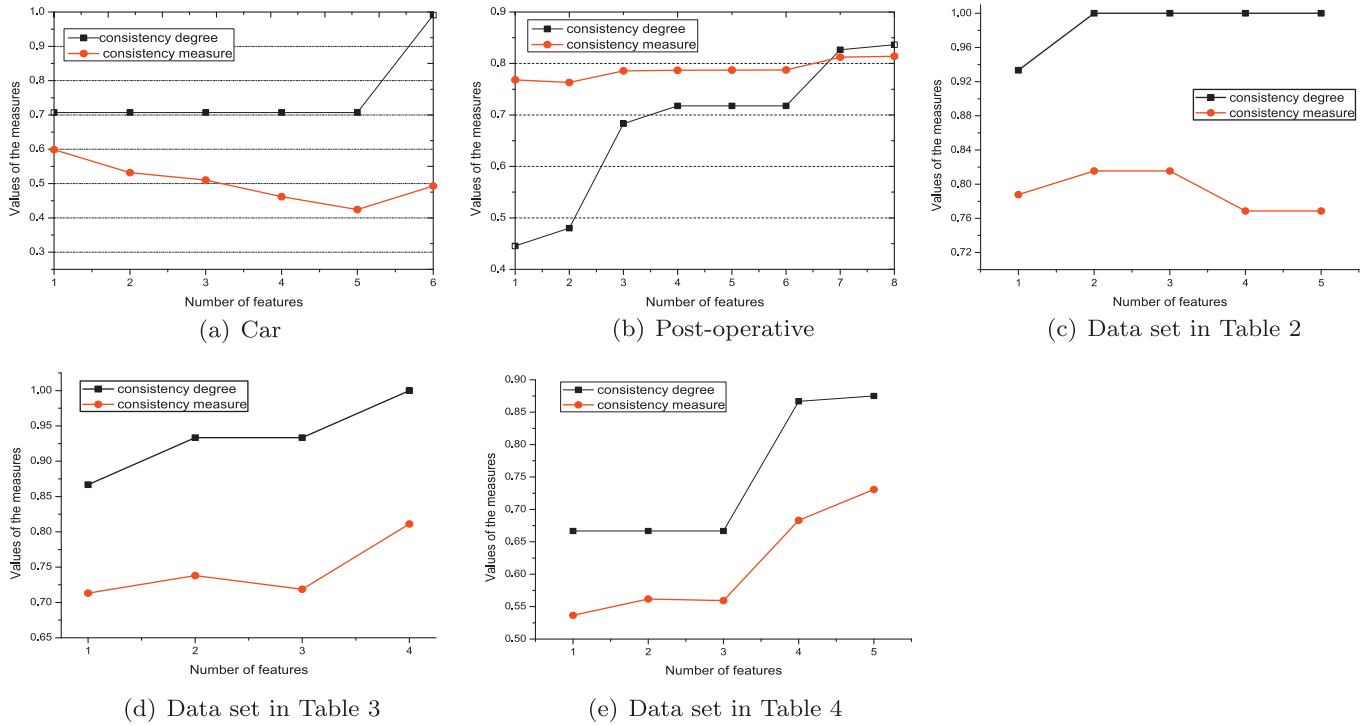 consistency degree
consistency measure
1.0
0.9
0.8
0.7
0.6
0.5
0.4
0.3
Values of the measures
1 2 3 4 5 6
Number of features
(a) Car
consistency degree
consistency measure
0.8
0.7
0.6
0.5
0.4
Values of the measures
1 2 3 4 5 6 7 8
Number of features
(b) Post-operative
consistency degree
consistency measure
1.00
0.96
0.92
0.88
0.84
0.80
0.76
0.72
Values of the measures
1 2 3 4 5
Number of features
(c) Data set in Table 2
consistency degree
consistency measure
1.00
0.95
0.90
0.85
0.80
0.75
0.70
0.65
Values of the measures
1 2 3 4
Number of features
(d) Data set in Table 3
consistency degree
consistency measure
0.90
0.85
0.80
0.75
0.70
0.65
0.60
0.55
0.50
Values of the measures
1 2 3 4 5
Number of features
(e) Data set in Table 4